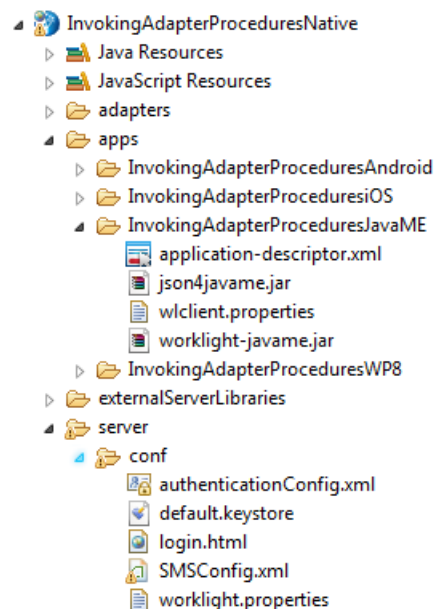 InvokingAdapterProceduresNative
Java Resources
JavaScript Resources
adapters
apps
InvokingAdapterProceduresAndroid
InvokingAdapterProceduresiOS
InvokingAdapterProceduresJavaME
application-descriptor.xml
json4javame.jar
wlclient.properties
worklight-javame.jar
InvokingAdapterProceduresWP8
externalServerLibraries
server
conf
authenticationConfig.xml
default.keystore
login.html
SMSConfig.xml
worklight.properties